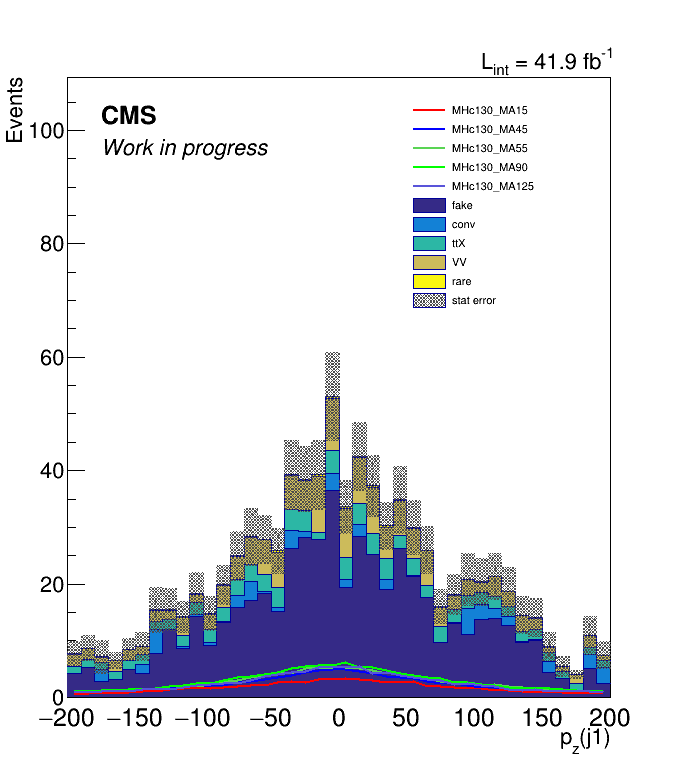 L_int = 41.9 fb^-1
Events
CMS
Work in progress
MHc130_MA15
MHc130_MA45
MHc130_MA55
MHc130_MA90
MHc130_MA125
fake
conv
ttX
VV
rare
stat error
100
80
60
40
20
0
−200 −150 −100 −50 0 50 100 150 200
p_z(j1)